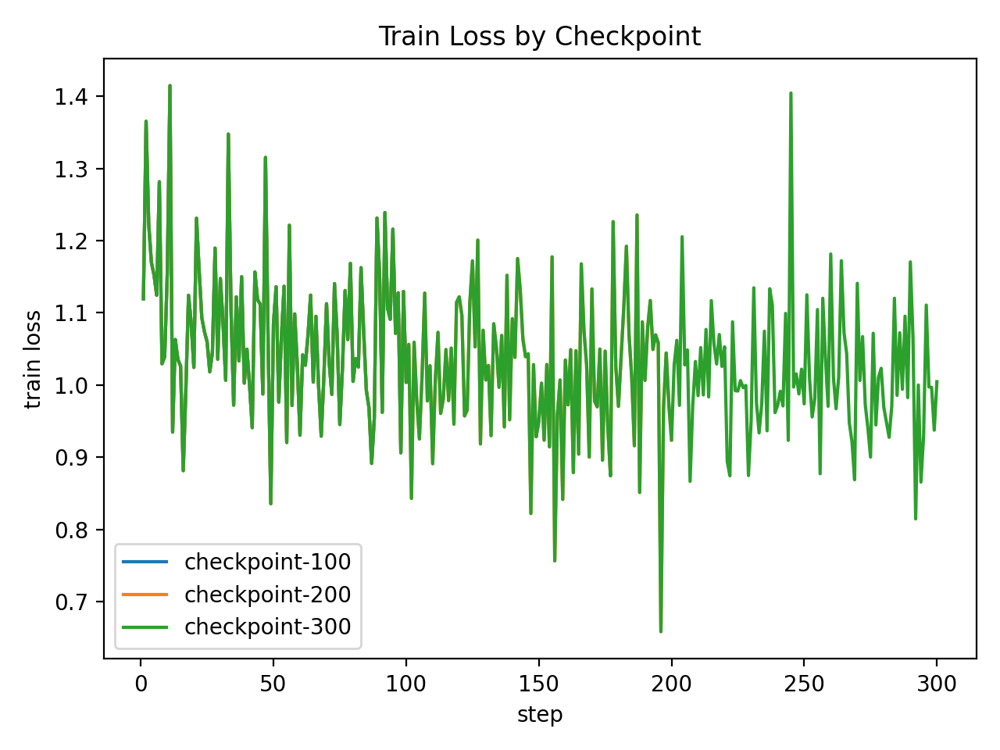 Train Loss by Checkpoint
train loss
1.4
1.3
1.2
1.1
1.0
0.9
0.8
0.7
checkpoint-100
checkpoint-200
checkpoint-300
0 50 100 150 200 250 300
step